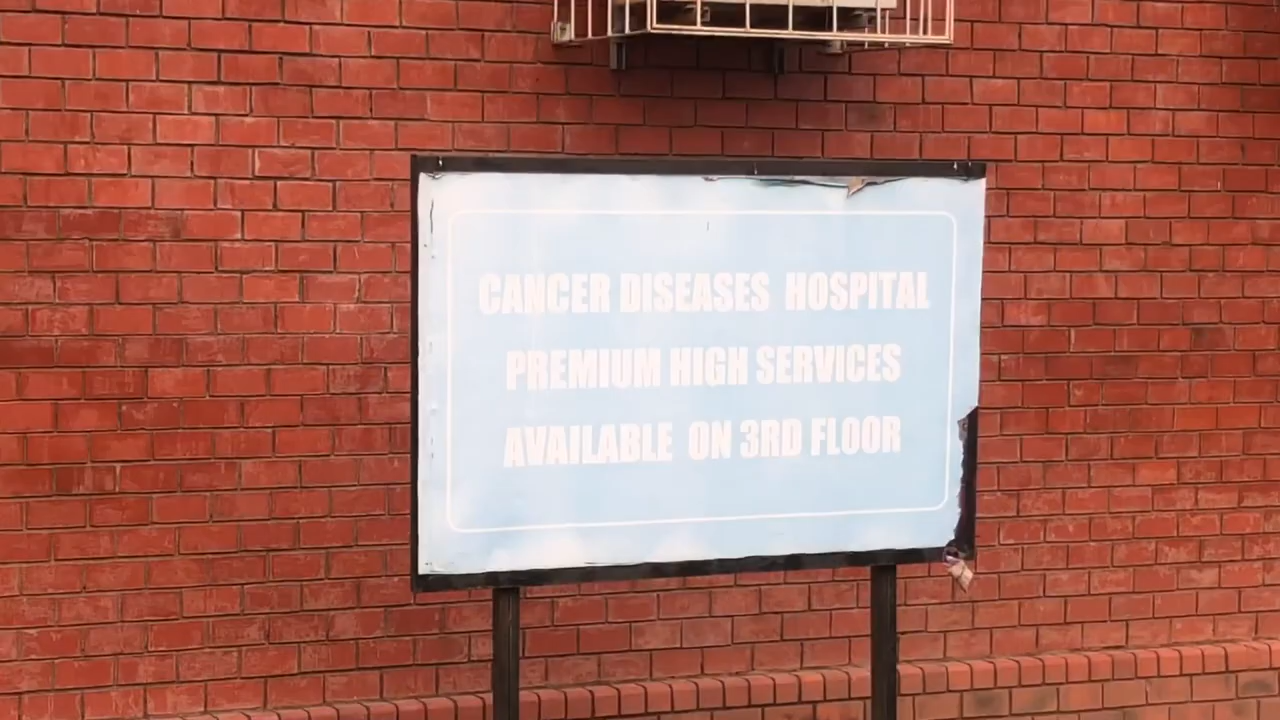 CANCER DISEASES HOSPITAL
PREMIUM HIGH SERVICES
AVAILABLE ON 3RD FLOOR